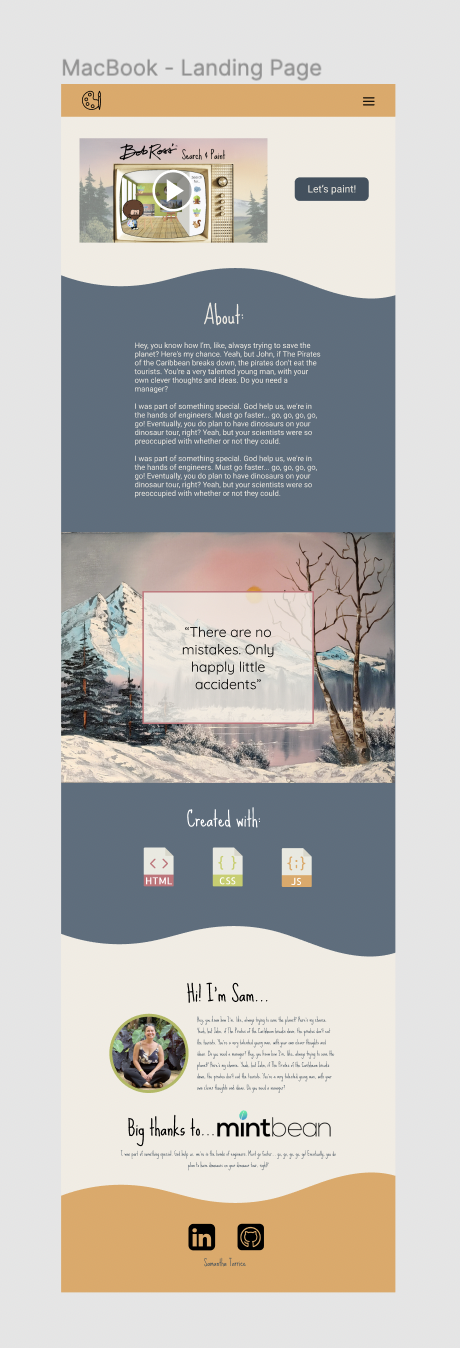 MacBook - Landing Page
Bob Ross': Search & Paint
Let's paint!
About:
Hey, you know how I'm, like, always trying to save the
planet? Here's my chance. Yeah, but John, if The Pirates
of the Caribbean breaks down, the pirates don't eat the
tourists. You're a very talented young man, with your
own clever thoughts and ideas. Do you need a
manager?
I was part of something special. God help us, we're in
the hands of engineers. Must go faster... go, go, go, go,
go! Eventually, you do plan to have dinosaurs on your
dinosaur tour, right? Yeah, but your scientists were so
preoccupied with whether or not they could.
I was part of something special. God help us, we're in
the hands of engineers. Must go faster... go, go, go, go,
go! Eventually, you do plan to have dinosaurs on your
dinosaur tour, right? Yeah, but your scientists were so
preoccupied with whether or not they could.
“There are no
mistakes. Only
happly little
accidents”
Created with:
HTML
CSS
JS
Hi! I'm Sam...
Hey, you know how I'm, like, always trying to save the planet? Here's my chance.
Yeah, but John, if The Pirates of the Caribbean breaks down, the pirates don't eat
the tourists. You're a very talented young man, with your own clever thoughts and
ideas. Do you need a manager? Hey, you know how I'm, like, always trying to save the
planet? Here's my chance. Yeah, but John, if The Pirates of the Caribbean breaks
down, the pirates don't eat the tourists. You're a very talented young man, with your
own clever thoughts and ideas. Do you need a manager?
Big thanks to... mintbean
I was part of something special. God help us, we're in the hands of engineers. Must go faster... go, go, go, go, go! Eventually, you do
plan to have dinosaurs on your dinosaur tour, right?
in